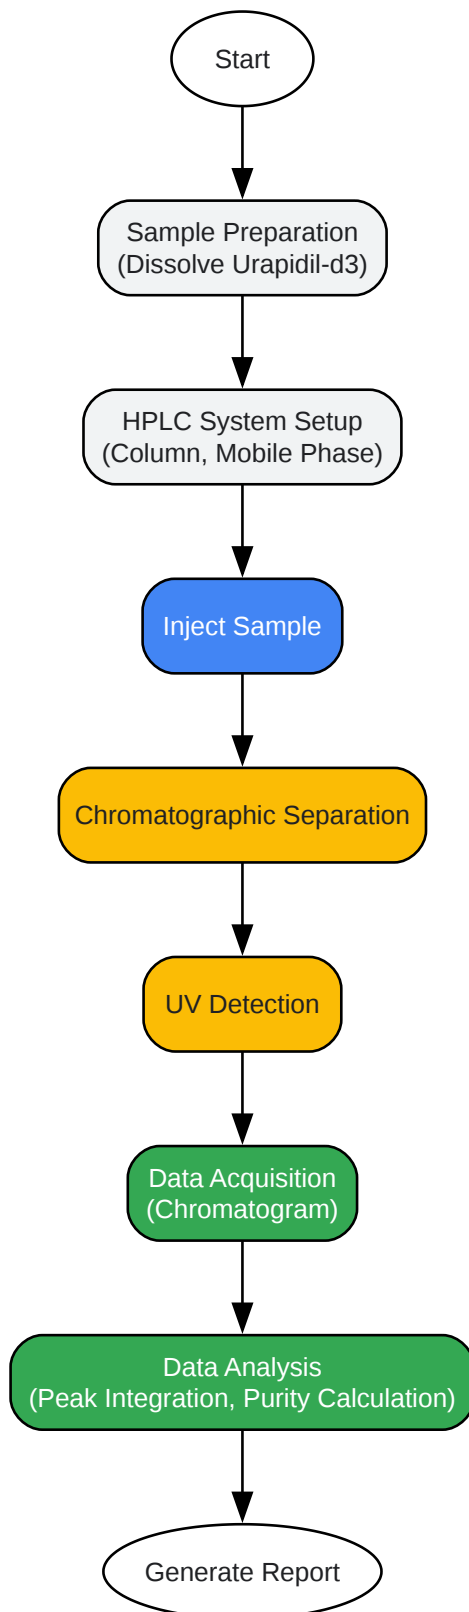 Start
Sample Preparation
(Dissolve Urapidil-d3)
HPLC System Setup
(Column, Mobile Phase)
Inject Sample
Chromatographic Separation
UV Detection
Data Acquisition
(Chromatogram)
Data Analysis
(Peak Integration, Purity Calculation)
Generate Report